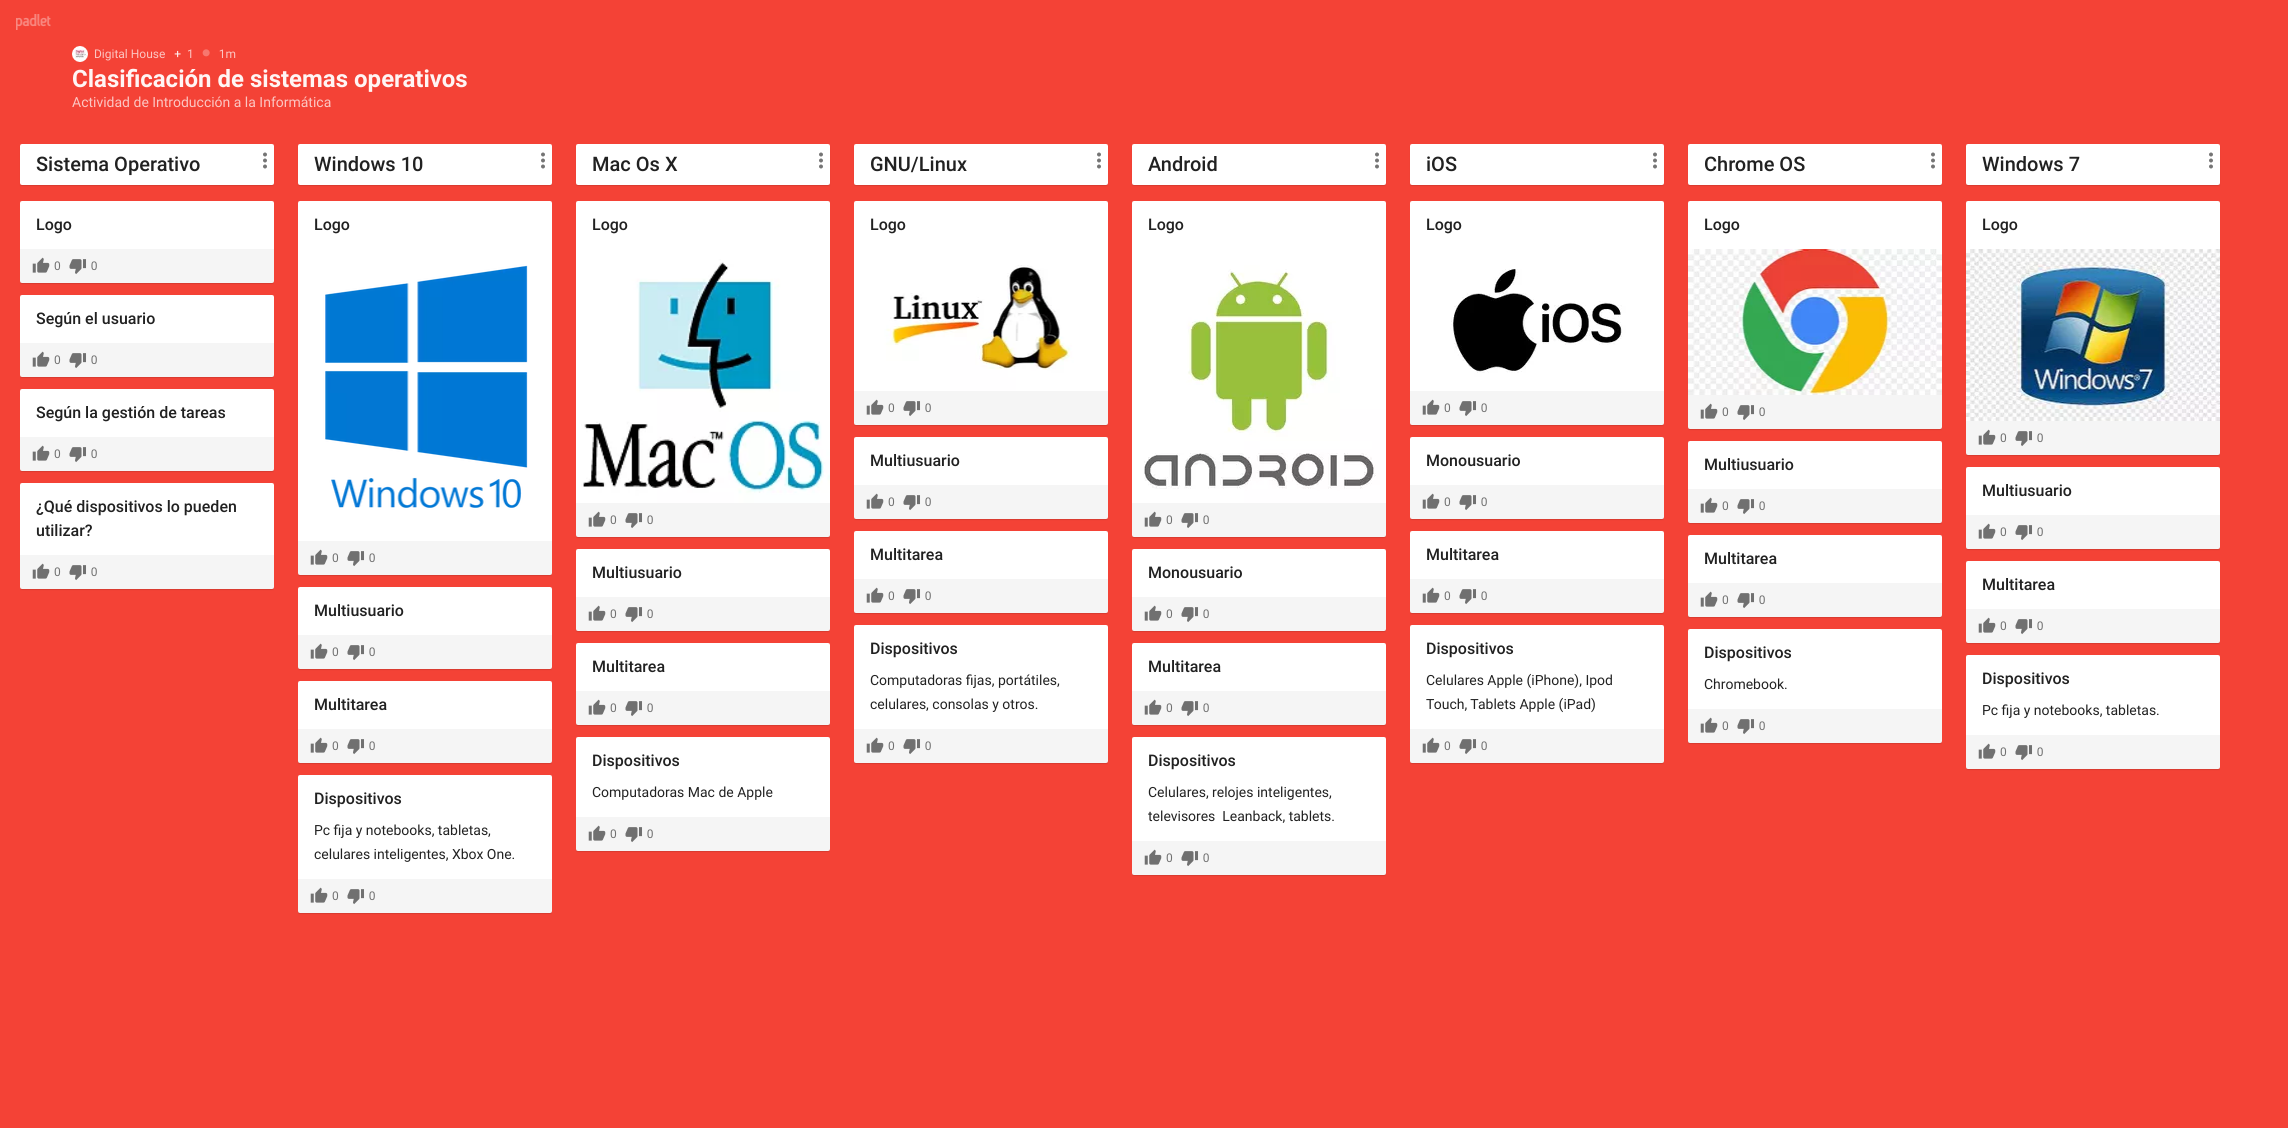 padlet
Digital House + 1 1m
Clasificación de sistemas operativos
Actividad de Introducción a la Informática
Sistema Operativo
Logo
0 0
Según el usuario
0 0
Según la gestión de tareas
0 0
¿Qué dispositivos lo pueden
utilizar?
0 0
Windows 10
Logo
Windows 10
0 0
Multiusuario
0 0
Multitarea
0 0
Dispositivos
Pc fija y notebooks, tabletas,
celulares inteligentes, Xbox One.
0 0
Mac Os X
Logo
Mac™ OS
0 0
Multiusuario
0 0
Multitarea
0 0
Dispositivos
Computadoras Mac de Apple
0 0
GNU/Linux
Logo
Linux™
0 0
Multiusuario
0 0
Multitarea
0 0
Dispositivos
Computadoras fijas, portátiles,
celulares, consolas y otros.
0 0
Android
Logo
ANDROID
0 0
Monousuario
0 0
Multitarea
0 0
Dispositivos
Celulares, relojes inteligentes,
televisores  Leanback, tablets.
0 0
iOS
Logo
iOS
0 0
Monousuario
0 0
Multitarea
0 0
Dispositivos
Celulares Apple (iPhone), Ipod
Touch, Tablets Apple (iPad)
0 0
Chrome OS
Logo
0 0
Multiusuario
0 0
Multitarea
0 0
Dispositivos
Chromebook.
0 0
Windows 7
Logo
Windows®7
0 0
Multiusuario
0 0
Multitarea
0 0
Dispositivos
Pc fija y notebooks, tabletas.
0 0